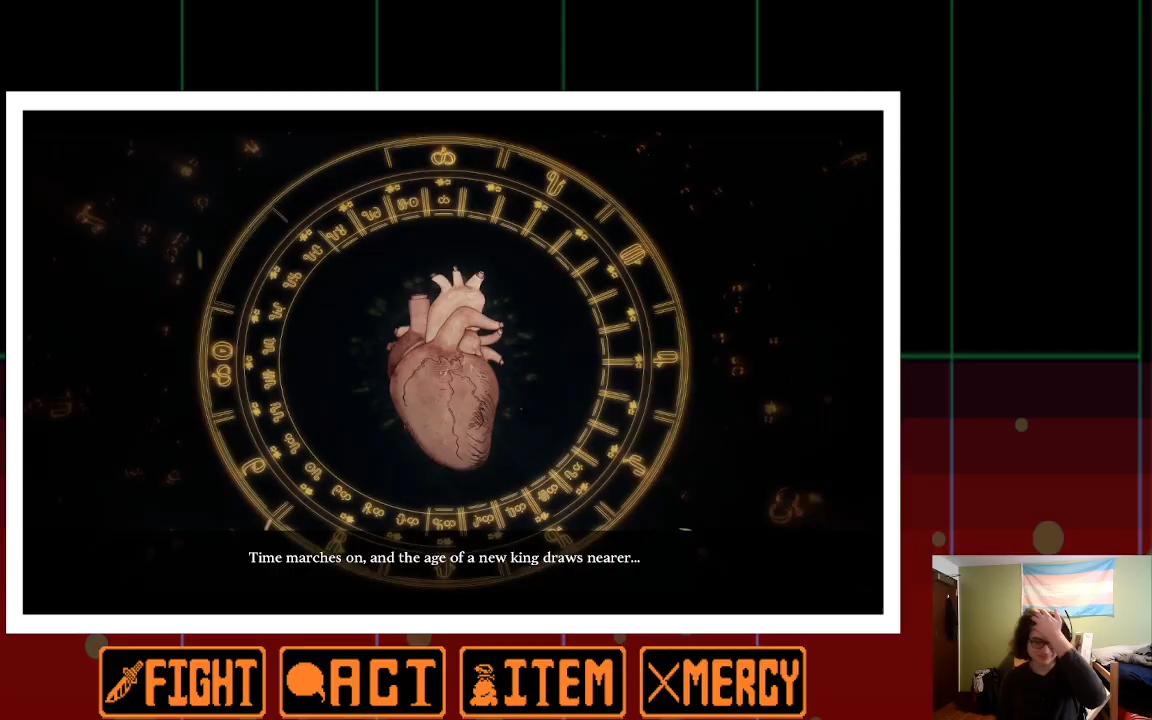 Time marches on, and the age of a new king draws nearer...
FIGHT
ACT
ITEM
MERCY